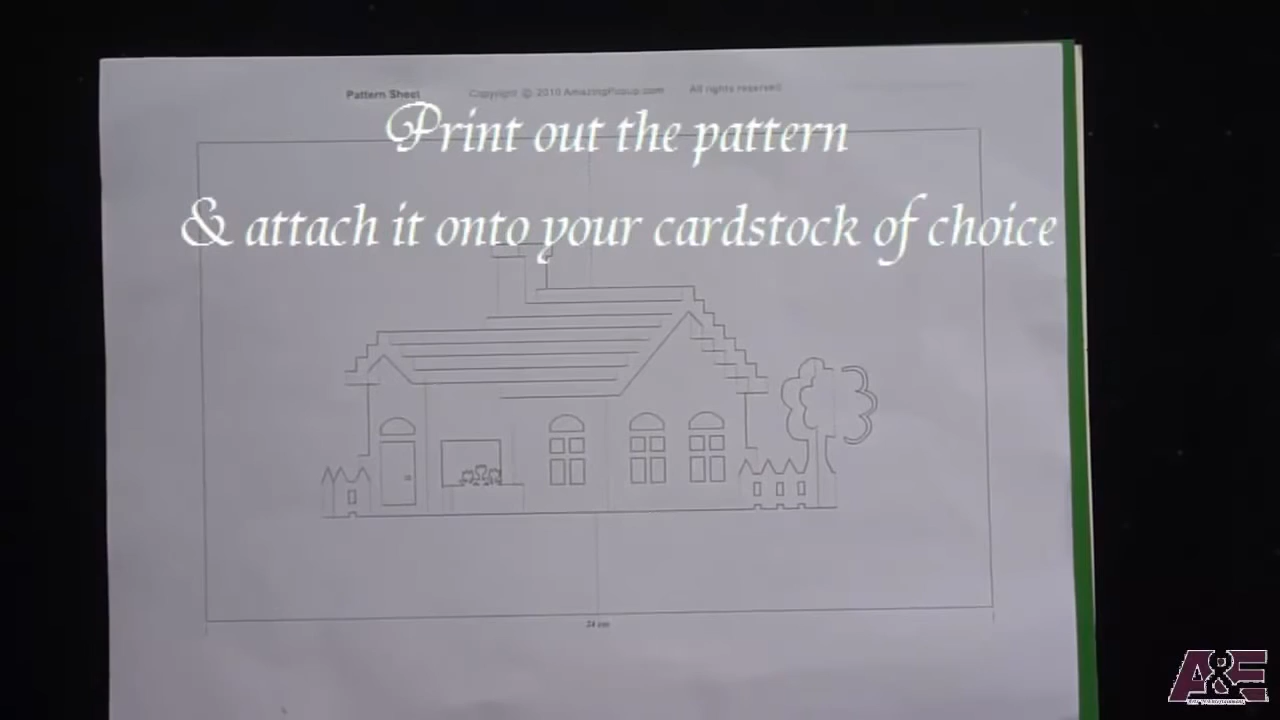 Pattern Sheet Copyright © 2010 AmazingPopup.com All rights reserved
Print out the pattern
& attach it onto your cardstock of choice
24 cm
A&E